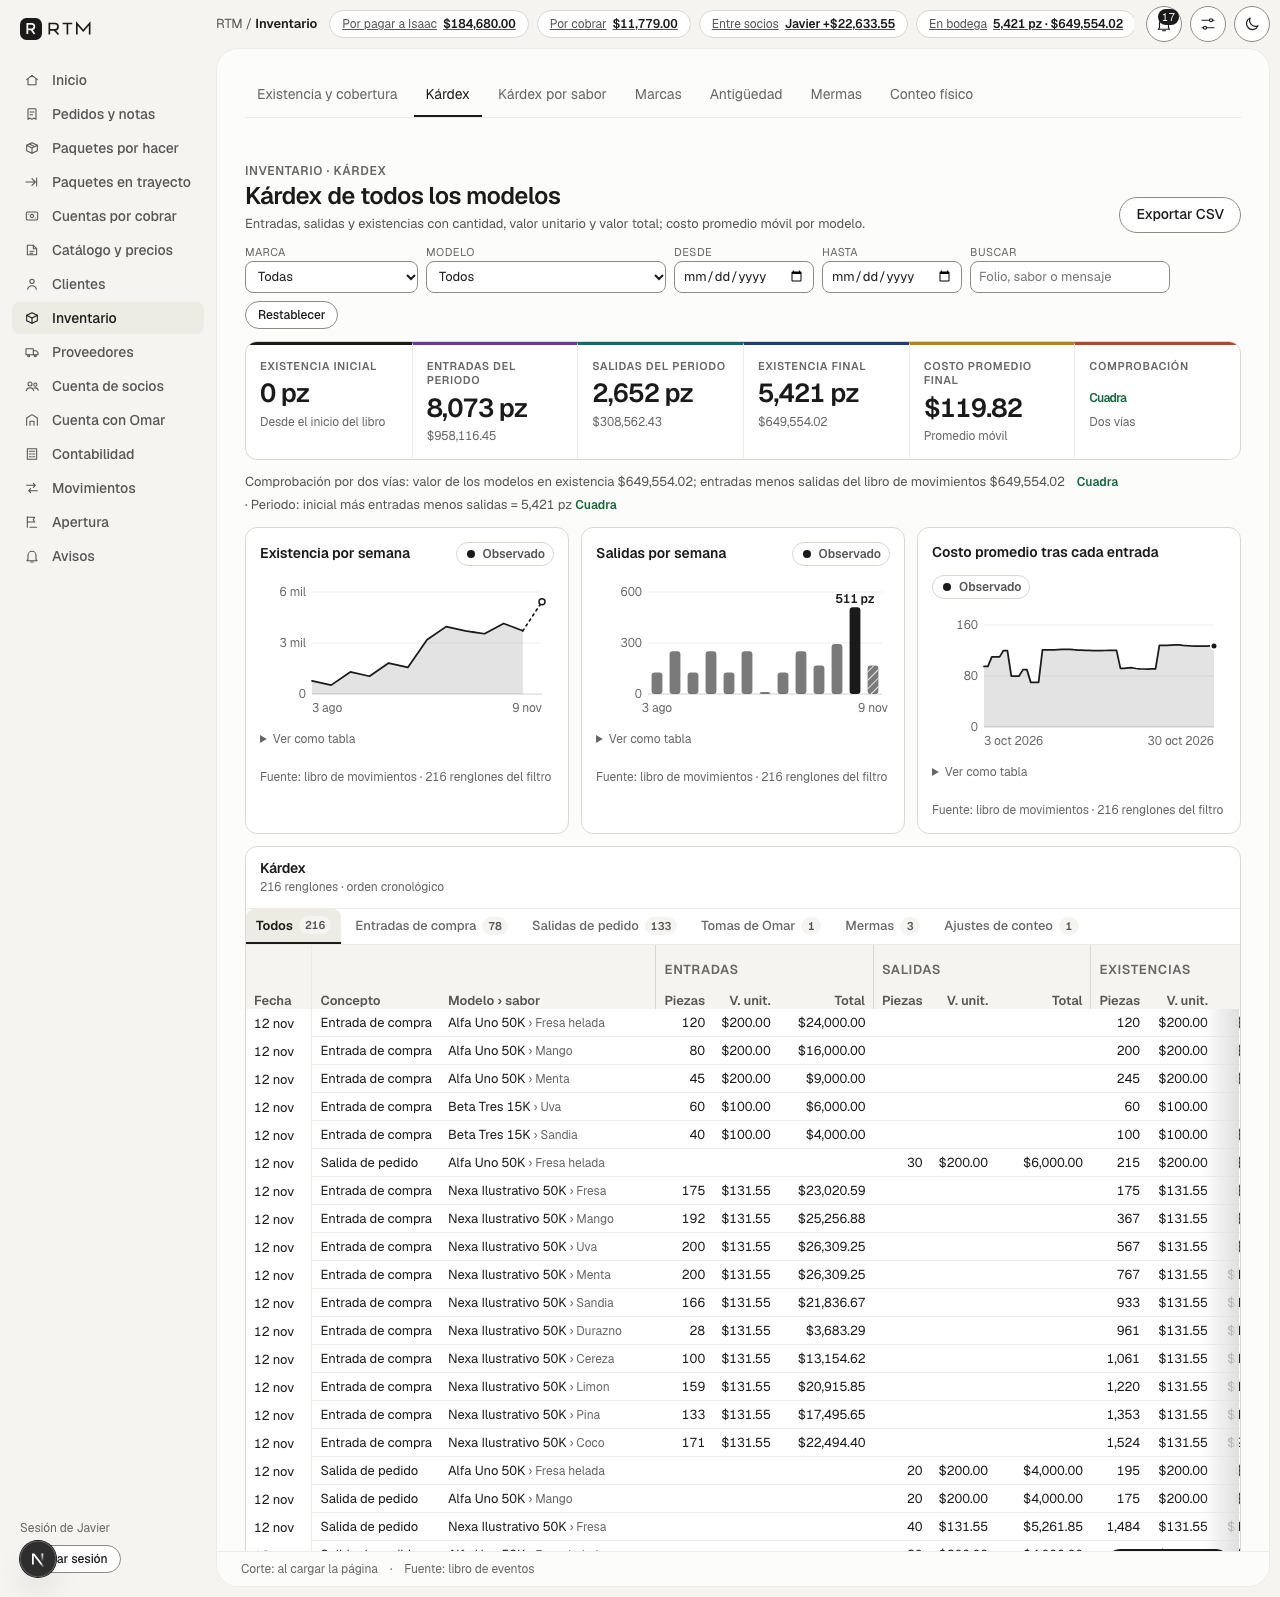 R RTM
RTM / Inventario
Por pagar a Isaac $184,680.00
Por cobrar $11,779.00
Entre socios Javier +$22,633.55
En bodega 5,421 pz · $649,554.02
17
Inicio
Pedidos y notas
Paquetes por hacer
Paquetes en trayecto
Cuentas por cobrar
Catálogo y precios
Clientes
Inventario
Proveedores
Cuenta de socios
Cuenta con Omar
Contabilidad
Movimientos
Apertura
Avisos
Sesión de Javier
N ar sesión
Existencia y cobertura Kárdex Kárdex por sabor Marcas Antigüedad Mermas Conteo físico
INVENTARIO · KÁRDEX
Kárdex de todos los modelos
Entradas, salidas y existencias con cantidad, valor unitario y valor total; costo promedio móvil por modelo.
Exportar CSV
MARCA MODELO DESDE HASTA BUSCAR
Todas Todos mm/dd/yyyy mm/dd/yyyy Folio, sabor o mensaje
Restablecer
EXISTENCIA INICIAL
0 pz
Desde el inicio del libro
ENTRADAS DEL PERIODO
8,073 pz
$958,116.45
SALIDAS DEL PERIODO
2,652 pz
$308,562.43
EXISTENCIA FINAL
5,421 pz
$649,554.02
COSTO PROMEDIO FINAL
$119.82
Promedio móvil
COMPROBACIÓN
Cuadra
Dos vías
Comprobación por dos vías: valor de los modelos en existencia $649,554.02; entradas menos salidas del libro de movimientos $649,554.02 Cuadra
· Periodo: inicial más entradas menos salidas = 5,421 pz Cuadra
Existencia por semana Observado
6 mil
3 mil
0
3 ago 9 nov
Ver como tabla
Fuente: libro de movimientos · 216 renglones del filtro
Salidas por semana Observado
600
511 pz
300
0
3 ago 9 nov
Ver como tabla
Fuente: libro de movimientos · 216 renglones del filtro
Costo promedio tras cada entrada
Observado
160
80
0
3 oct 2026 30 oct 2026
Ver como tabla
Fuente: libro de movimientos · 216 renglones del filtro
Kárdex
216 renglones · orden cronológico
Todos 216 Entradas de compra 78 Salidas de pedido 133 Tomas de Omar 1 Mermas 3 Ajustes de conteo 1
ENTRADAS SALIDAS EXISTENCIAS
Fecha Concepto Modelo › sabor Piezas V. unit. Total Piezas V. unit. Total Piezas V. unit.
12 nov Entrada de compra Alfa Uno 50K › Fresa helada 120 $200.00 $24,000.00 120 $200.00
12 nov Entrada de compra Alfa Uno 50K › Mango 80 $200.00 $16,000.00 200 $200.00
12 nov Entrada de compra Alfa Uno 50K › Menta 45 $200.00 $9,000.00 245 $200.00
12 nov Entrada de compra Beta Tres 15K › Uva 60 $100.00 $6,000.00 60 $100.00
12 nov Entrada de compra Beta Tres 15K › Sandia 40 $100.00 $4,000.00 100 $100.00
12 nov Salida de pedido Alfa Uno 50K › Fresa helada 30 $200.00 $6,000.00 215 $200.00
12 nov Entrada de compra Nexa Ilustrativo 50K › Fresa 175 $131.55 $23,020.59 175 $131.55
12 nov Entrada de compra Nexa Ilustrativo 50K › Mango 192 $131.55 $25,256.88 367 $131.55
12 nov Entrada de compra Nexa Ilustrativo 50K › Uva 200 $131.55 $26,309.25 567 $131.55
12 nov Entrada de compra Nexa Ilustrativo 50K › Menta 200 $131.55 $26,309.25 767 $131.55 $
12 nov Entrada de compra Nexa Ilustrativo 50K › Sandia 166 $131.55 $21,836.67 933 $131.55 $
12 nov Entrada de compra Nexa Ilustrativo 50K › Durazno 28 $131.55 $3,683.29 961 $131.55 $
12 nov Entrada de compra Nexa Ilustrativo 50K › Cereza 100 $131.55 $13,154.62 1,061 $131.55 $
12 nov Entrada de compra Nexa Ilustrativo 50K › Limon 159 $131.55 $20,915.85 1,220 $131.55 $
12 nov Entrada de compra Nexa Ilustrativo 50K › Pina 133 $131.55 $17,495.65 1,353 $131.55 $
12 nov Entrada de compra Nexa Ilustrativo 50K › Coco 171 $131.55 $22,494.40 1,524 $131.55 $
12 nov Salida de pedido Alfa Uno 50K › Fresa helada 20 $200.00 $4,000.00 195 $200.00
12 nov Salida de pedido Alfa Uno 50K › Mango 20 $200.00 $4,000.00 175 $200.00
12 nov Salida de pedido Nexa Ilustrativo 50K › Fresa 40 $131.55 $5,261.85 1,484 $131.55 $
Corte: al cargar la página · Fuente: libro de eventos